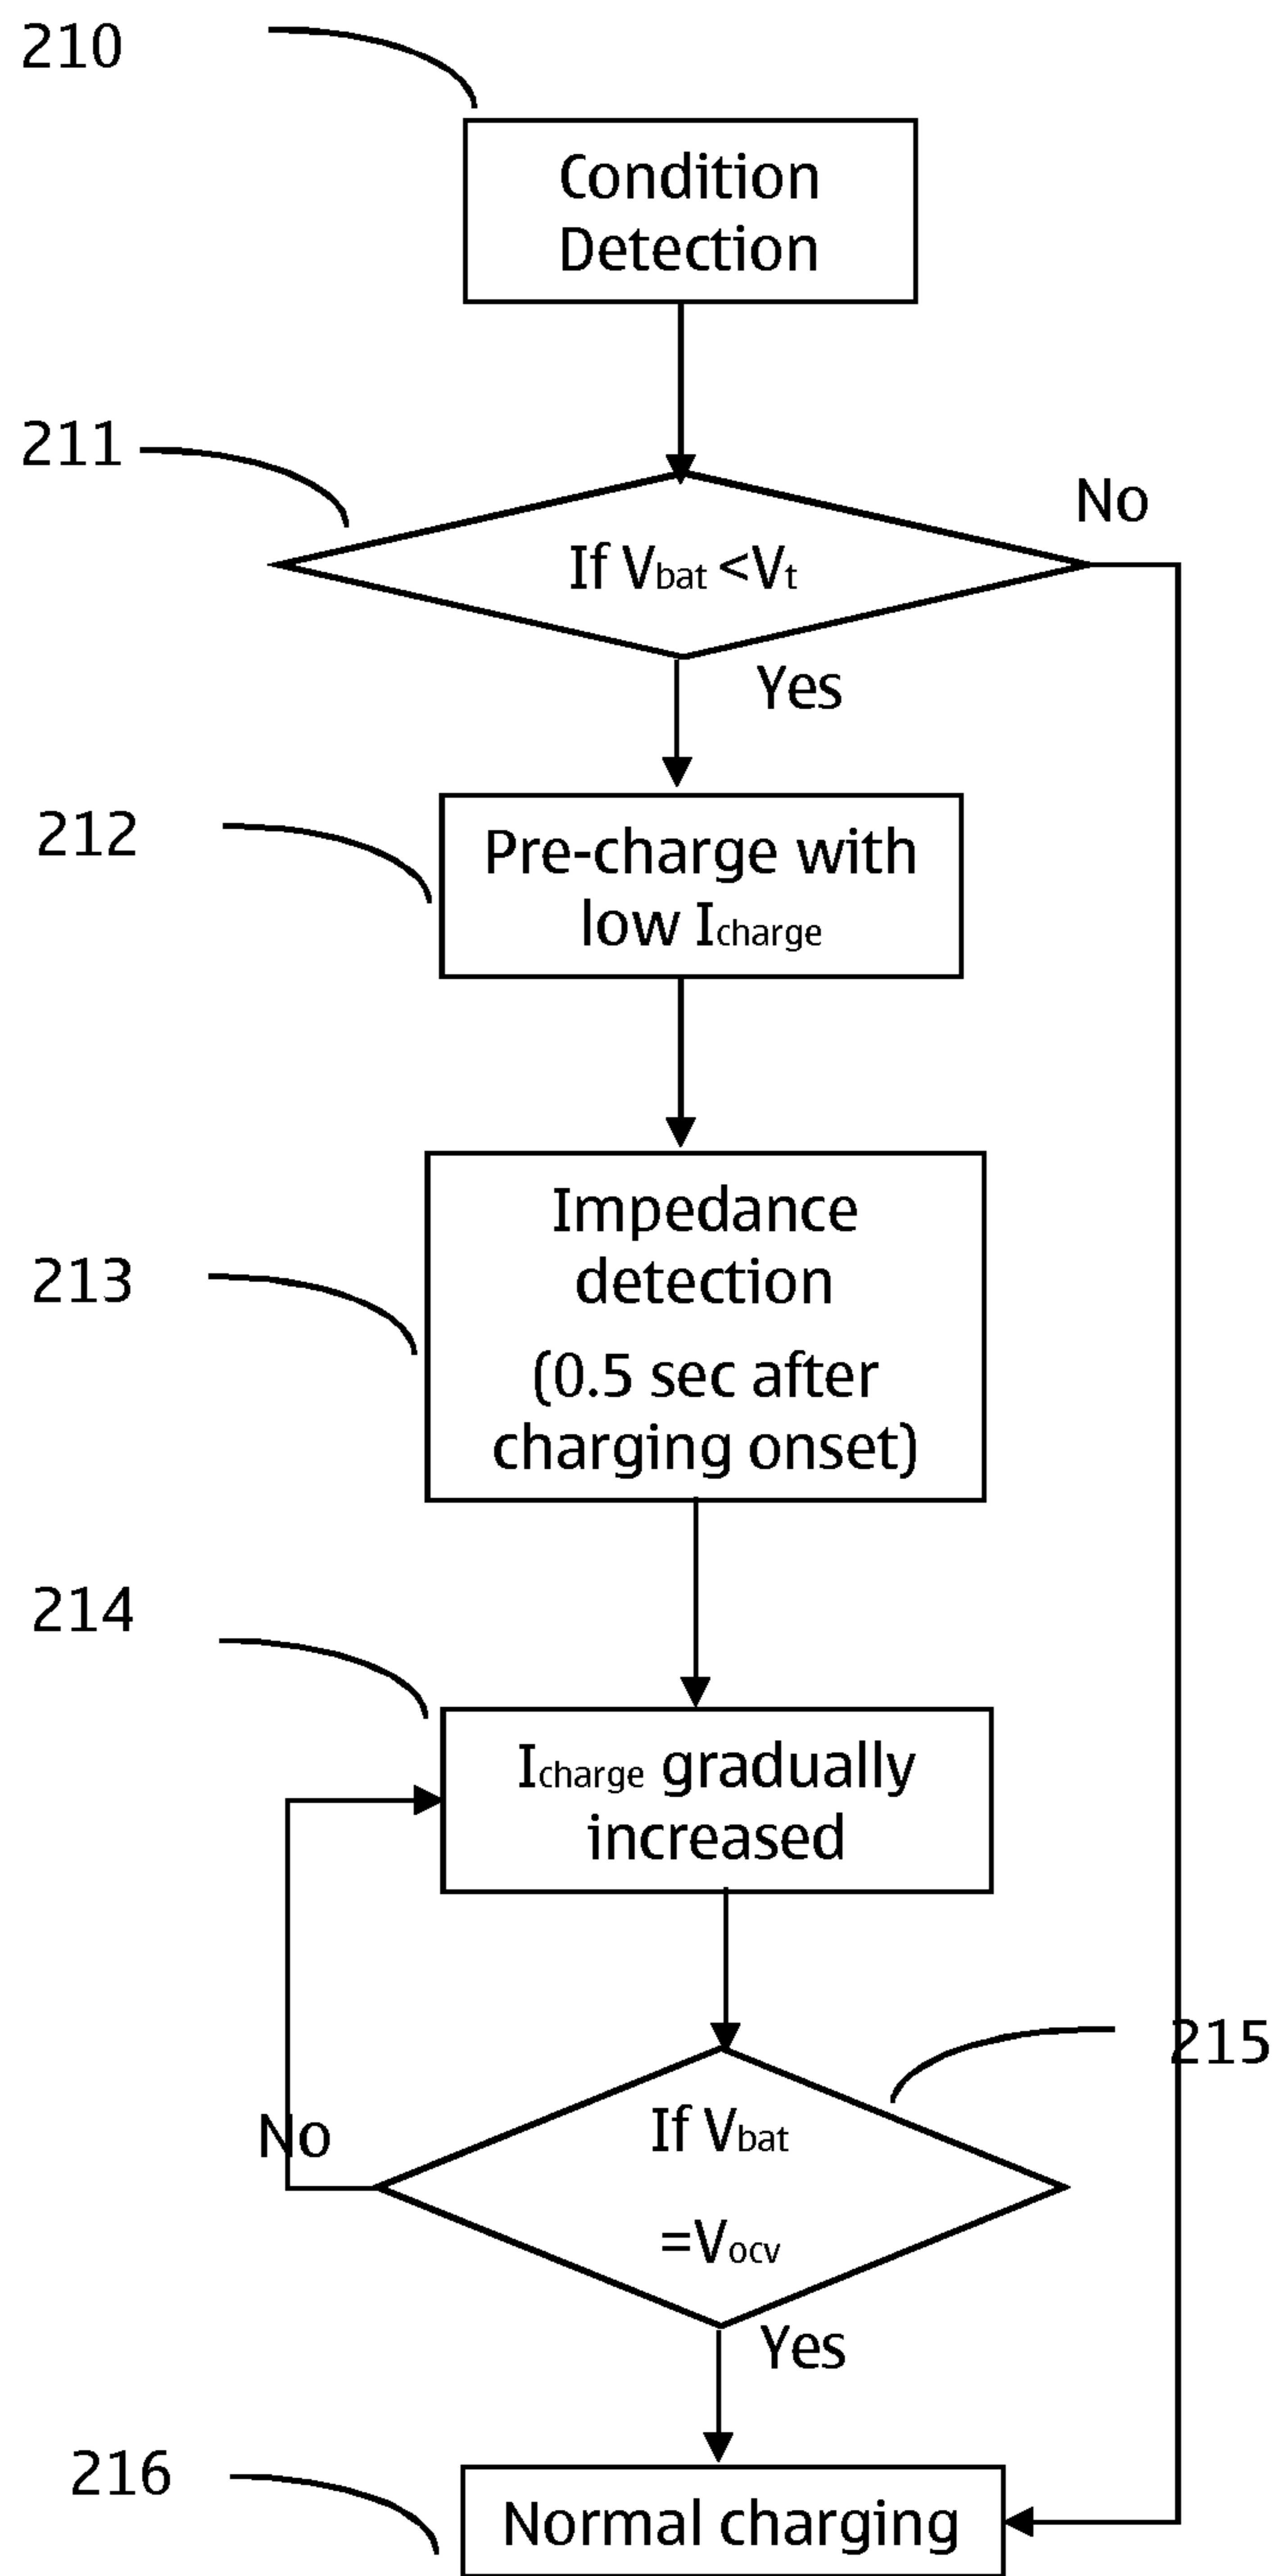 210
Condition
Detection
211
No
If Vbat <Vt
Yes
212
Pre-charge with
low Icharge
213
Impedance
detection
(0.5 sec after
charging onset)
214
Icharge gradually
increased
215
No
If Vbat
=Vocv
Yes
216
Normal charging